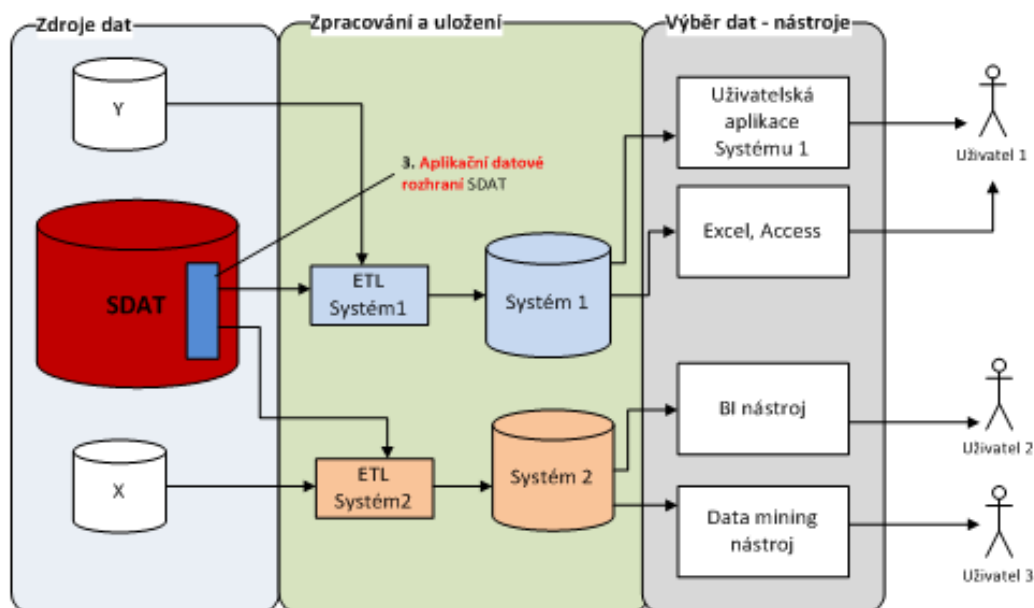 Zdroje dat
Zpracování a uložení
Výběr dat - nástroje
Y
3. Aplikační datové
rozhraní SDAT
SDAT
X
ETL
Systém1
Systém 1
ETL
Systém2
Systém 2
Uživatelská
aplikace
Systému 1
Excel, Access
BI nástroj
Data mining
nástroj
Uživatel 1
Uživatel 2
Uživatel 3